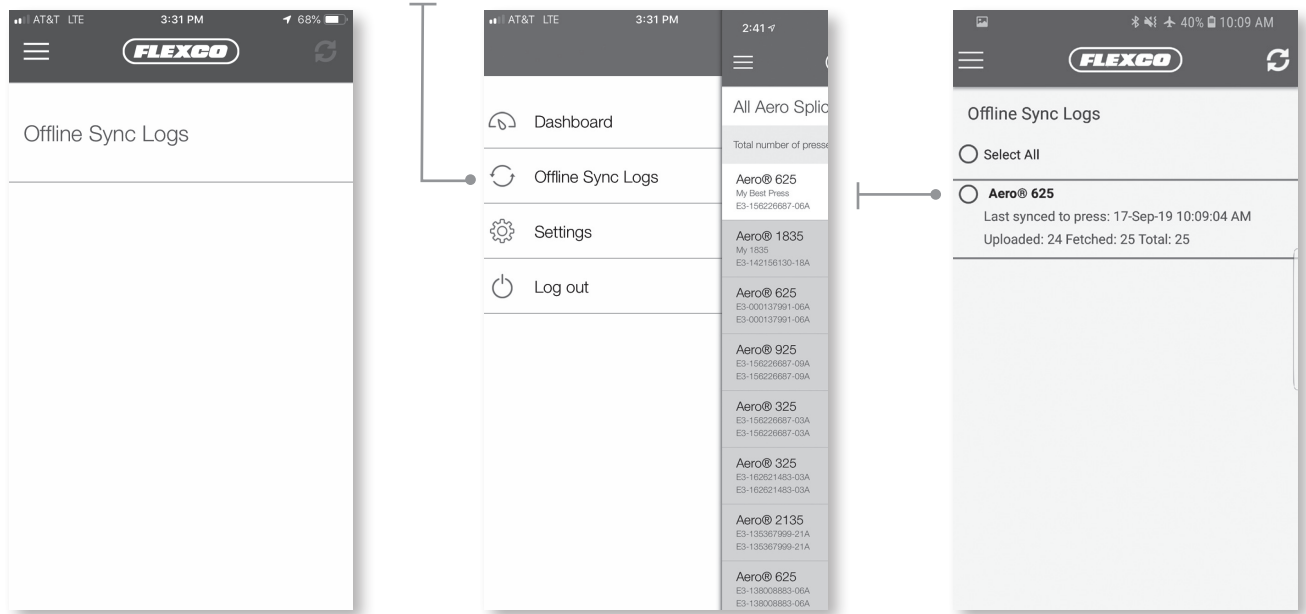 AT&T LTE 3:31 PM 68%
FLEXCO
Offline Sync Logs
AT&T LTE 3:31 PM
Dashboard
Offline Sync Logs
Settings
Log out
2:41
All Aero Splic
Total number of presse
Aero® 625
My Best Press
E3-156226687-06A
Aero® 1835
My 1835
E3-142156130-18A
Aero® 625
E3-000137991-06A
E3-000137991-06A
Aero® 925
E3-156226687-09A
E3-156226687-09A
Aero® 325
E3-156226687-03A
E3-156226687-03A
Aero® 325
E3-162621483-03A
E3-162621483-03A
Aero® 2135
E3-135367999-21A
E3-135367999-21A
Aero® 625
E3-138008883-06A
E3-138008883-06A
40% 10:09 AM
FLEXCO
Offline Sync Logs
Select All
Aero® 625
Last synced to press: 17-Sep-19 10:09:04 AM
Uploaded: 24 Fetched: 25 Total: 25